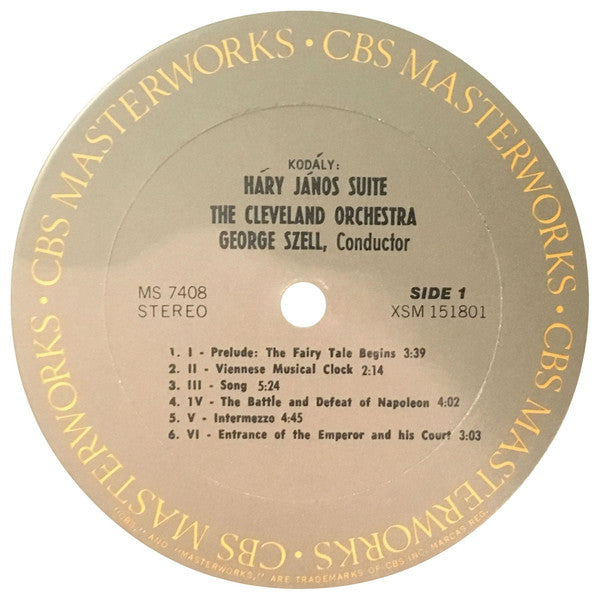 CBS MASTERWORKS · CBS MASTERWORKS · CBS MASTERWORKS · CBS MASTERWORKS ·
KODÁLY:
HÁRY JÁNOS SUITE
THE CLEVELAND ORCHESTRA
GEORGE SZELL, Conductor
MS 7408
STEREO
SIDE 1
XSM 151801
1. I - Prelude: The Fairy Tale Begins 3:39
2. II - Viennese Musical Clock 2:14
3. III - Song 5:24
4. 1V - The Battle and Defeat of Napoleon 4:02
5. V - Intermezzo 4:45
6. VI - Entrance of the Emperor and his Court 3:03
"CBS," AND "MASTERWORKS," ARE TRADEMARKS OF CBS INC. MARCAS REG.